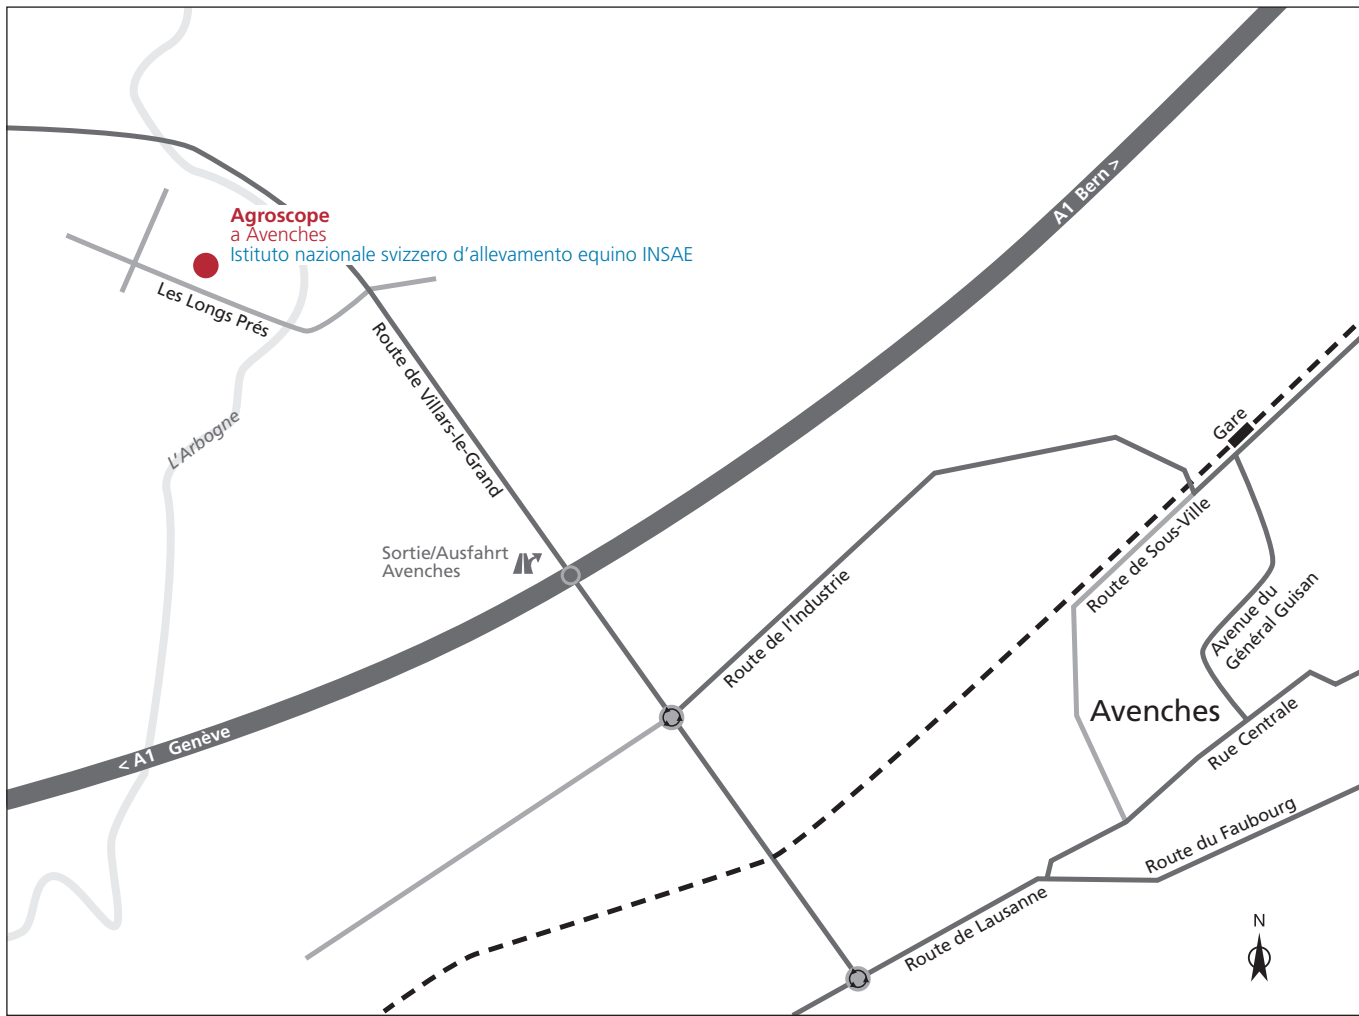 Agroscope
a Avenches
Istituto nazionale svizzero d'allevamento equino INSAE
Les Longs Prés
Route de Villars-le-Grand
L'Arbogne
A1 Bern >
Gare
Sortie/Ausfahrt
Avenches
Route de Sous-Ville
Route de l'Industrie
Avenue du
Général Guisan
Avenches
Rue Centrale
< A1 Genève
Route du Faubourg
Route de Lausanne
N